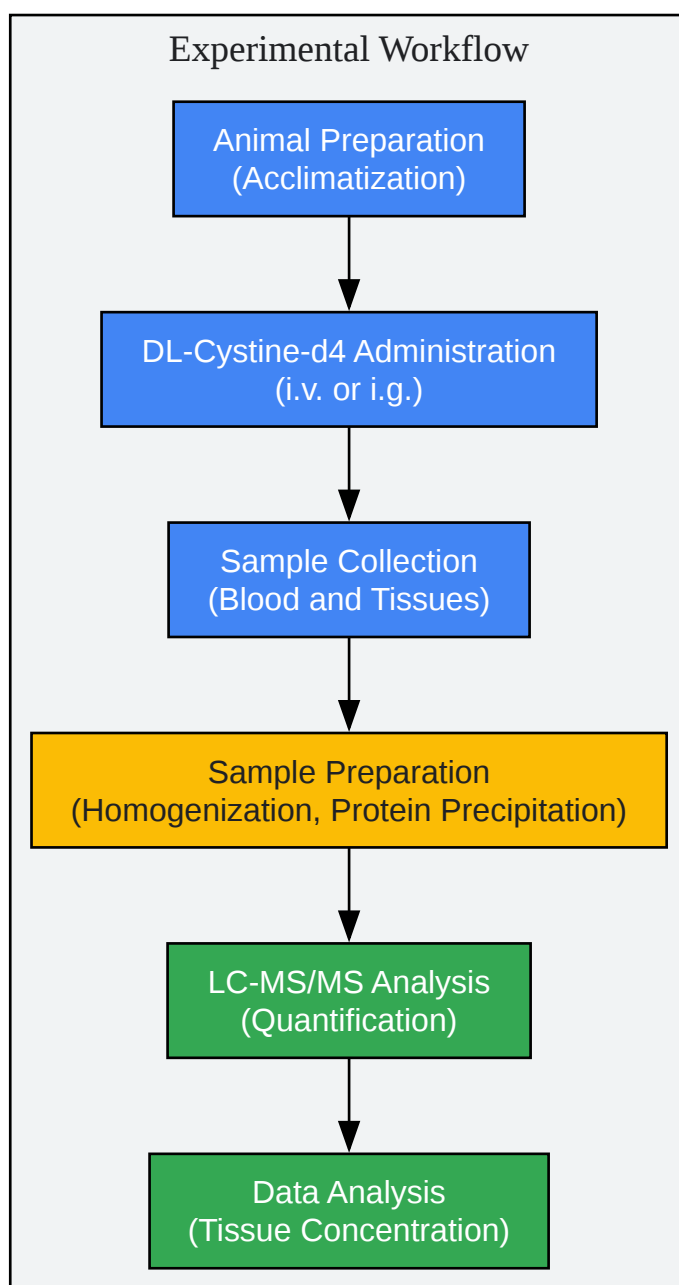 Experimental Workflow
Animal Preparation
(Acclimatization)
DL-Cystine-d4 Administration
(i.v. or i.g.)
Sample Collection
(Blood and Tissues)
Sample Preparation
(Homogenization, Protein Precipitation)
LC-MS/MS Analysis
(Quantification)
Data Analysis
(Tissue Concentration)